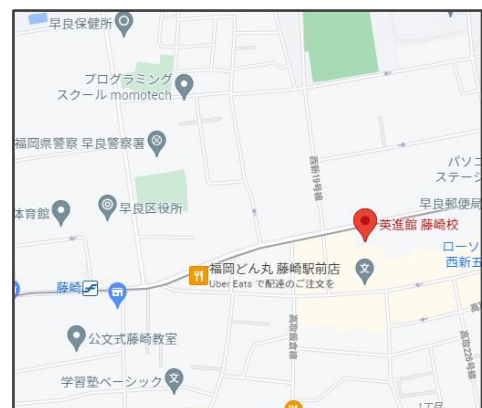 早良保健所
プログラミング
スクール momotech
福岡県警察 早良警察署
西新19号線
パソコ
ステーシ
体育館
早良区役所
早良郵便局
英進館 藤崎校
ローソ
西新五
福岡どん丸 藤崎駅前店
Uber Eats で配達のご注文を
文
藤崎
公文式藤崎教室
高取飯倉線
高取226号線
学習塾ベーシック
文
1丁目